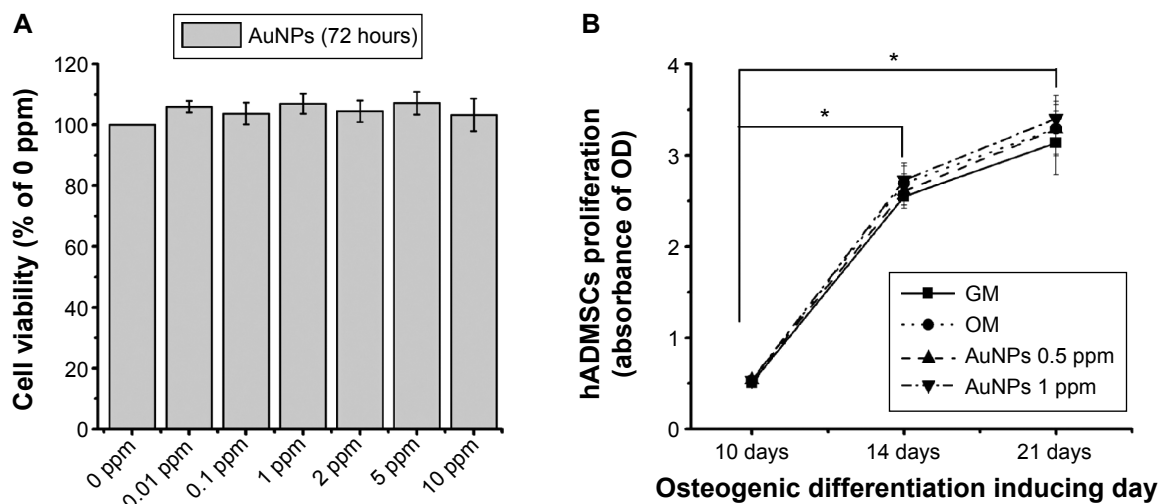 A
AuNPs (72 hours)
Cell viability (% of 0 ppm)
120
100
80
60
40
20
0
0 ppm
0.01 ppm
0.1 ppm
1 ppm
2 ppm
5 ppm
10 ppm
B
hADMSCs proliferation
(absorbance of OD)
4
3
2
1
0
*
*
GM
OM
AuNPs 0.5 ppm
AuNPs 1 ppm
10 days
14 days
21 days
Osteogenic differentiation inducing day